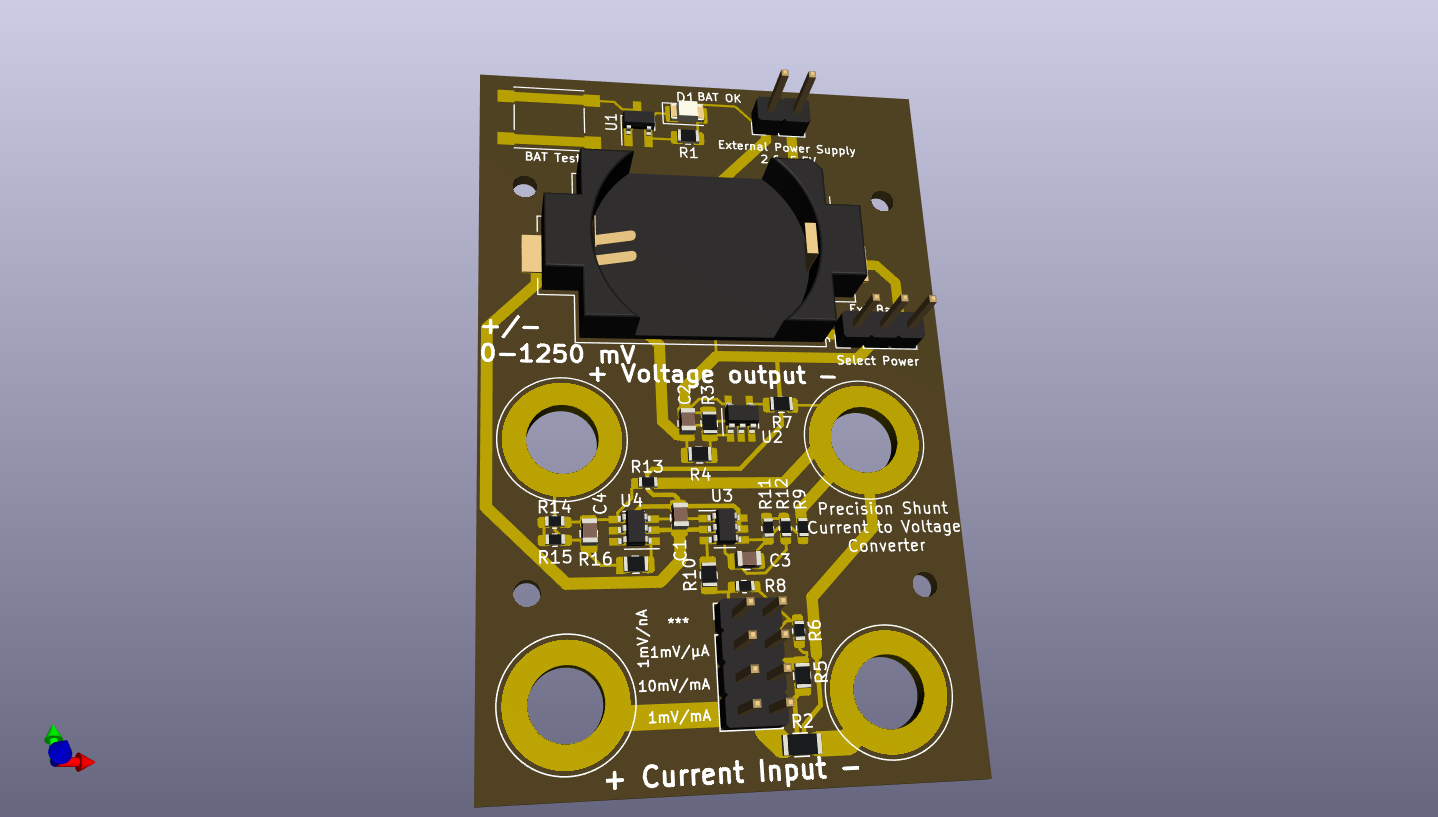 D1 BAT OK
U1
R1
External Power Supply
BAT Test
+/-
0-1250 mV
Select Power
+ Voltage output -
C2
R3
R7
U2
R4
R13
R11
R12
R9
R14
C4
U4
U3
Precision Shunt
Current to Voltage
Converter
R15
R16
C1
C3
R10
R8
1mV/nA
***
R6
1mV/µA
R5
10mV/mA
1mV/mA
R2
+ Current Input -